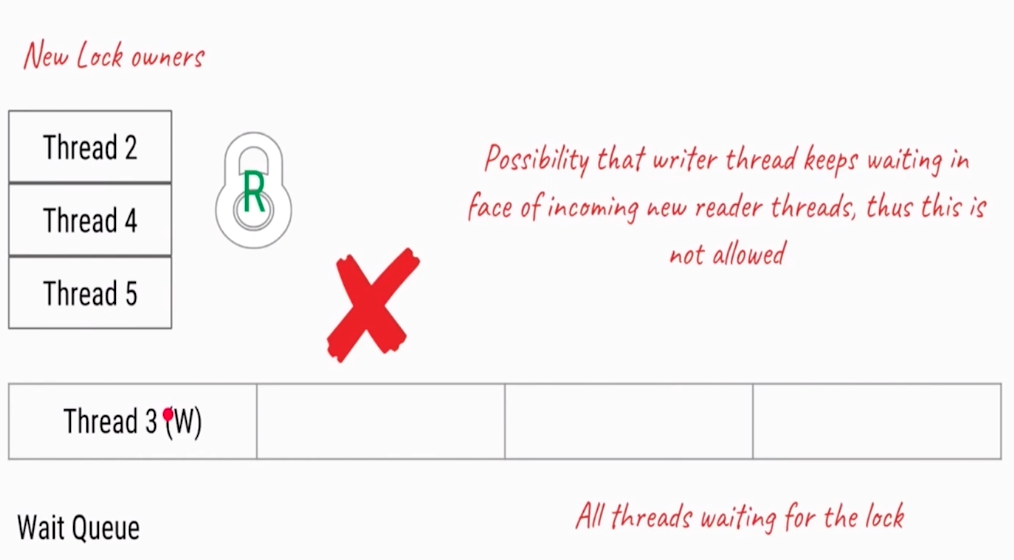 New Lock owners
Thread 2
R
Possibility that writer thread keeps waiting in
Thread 4
face of incoming new reader threads, thus this is
not allowed
Thread 5
Thread 3 (W)
Wait Queue
All threads waiting for the lock